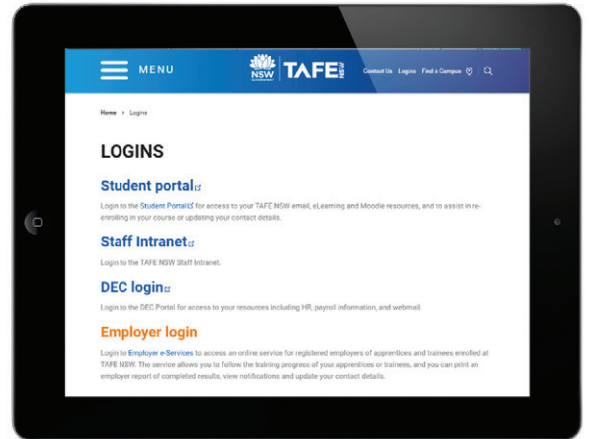 MENU
NSW
TAFE NSW
Contact Us Logins Find a Campus
Home > Logins
LOGINS
Student portal
Login to the Student Portal for access to your TAFE NSW email, eLearning and Moodle resources, and to assist in re-
enrolling in your course or updating your contact details.
Staff Intranet
Login to the TAFE NSW Staff Intranet.
DEC login
Login to the DEC Portal for access to your resources including HR, payroll information, and webmail.
Employer login
Login to Employer e-Services to access an online service for registered employers of apprentices and trainees enrolled at
TAFE NSW. The service allows you to follow the training progress of your apprentices or trainees, and you can print an
employer report of completed results, view notifications and update your contact details.